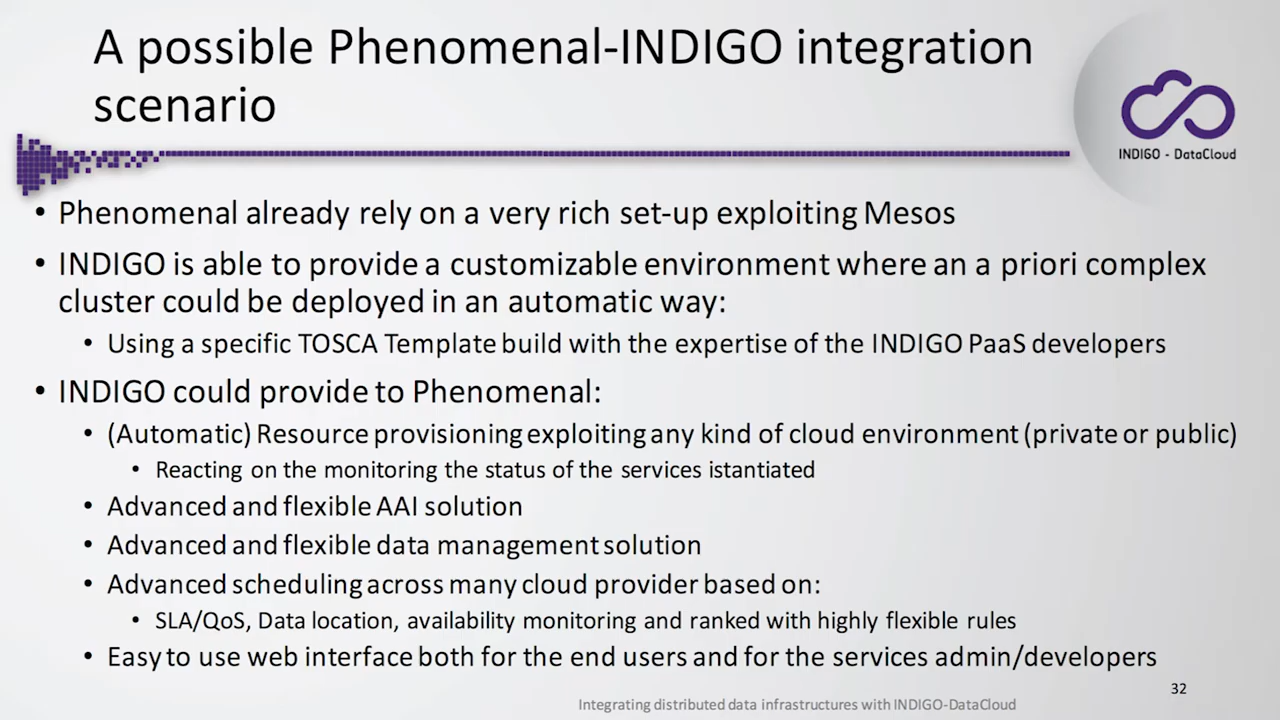 A possible Phenomenal-INDIGO integration
scenario
INDIGO - DataCloud
• Phenomenal already rely on a very rich set-up exploiting Mesos
• INDIGO is able to provide a customizable environment where an a priori complex
cluster could be deployed in an automatic way:
• Using a specific TOSCA Template build with the expertise of the INDIGO PaaS developers
• INDIGO could provide to Phenomenal:
• (Automatic) Resource provisioning exploiting any kind of cloud environment (private or public)
• Reacting on the monitoring the status of the services istantiated
• Advanced and flexible AAI solution
• Advanced and flexible data management solution
• Advanced scheduling across many cloud provider based on:
• SLA/QoS, Data location, availability monitoring and ranked with highly flexible rules
• Easy to use web interface both for the end users and for the services admin/developers
32
Integrating distributed data infrastructures with INDIGO-DataCloud